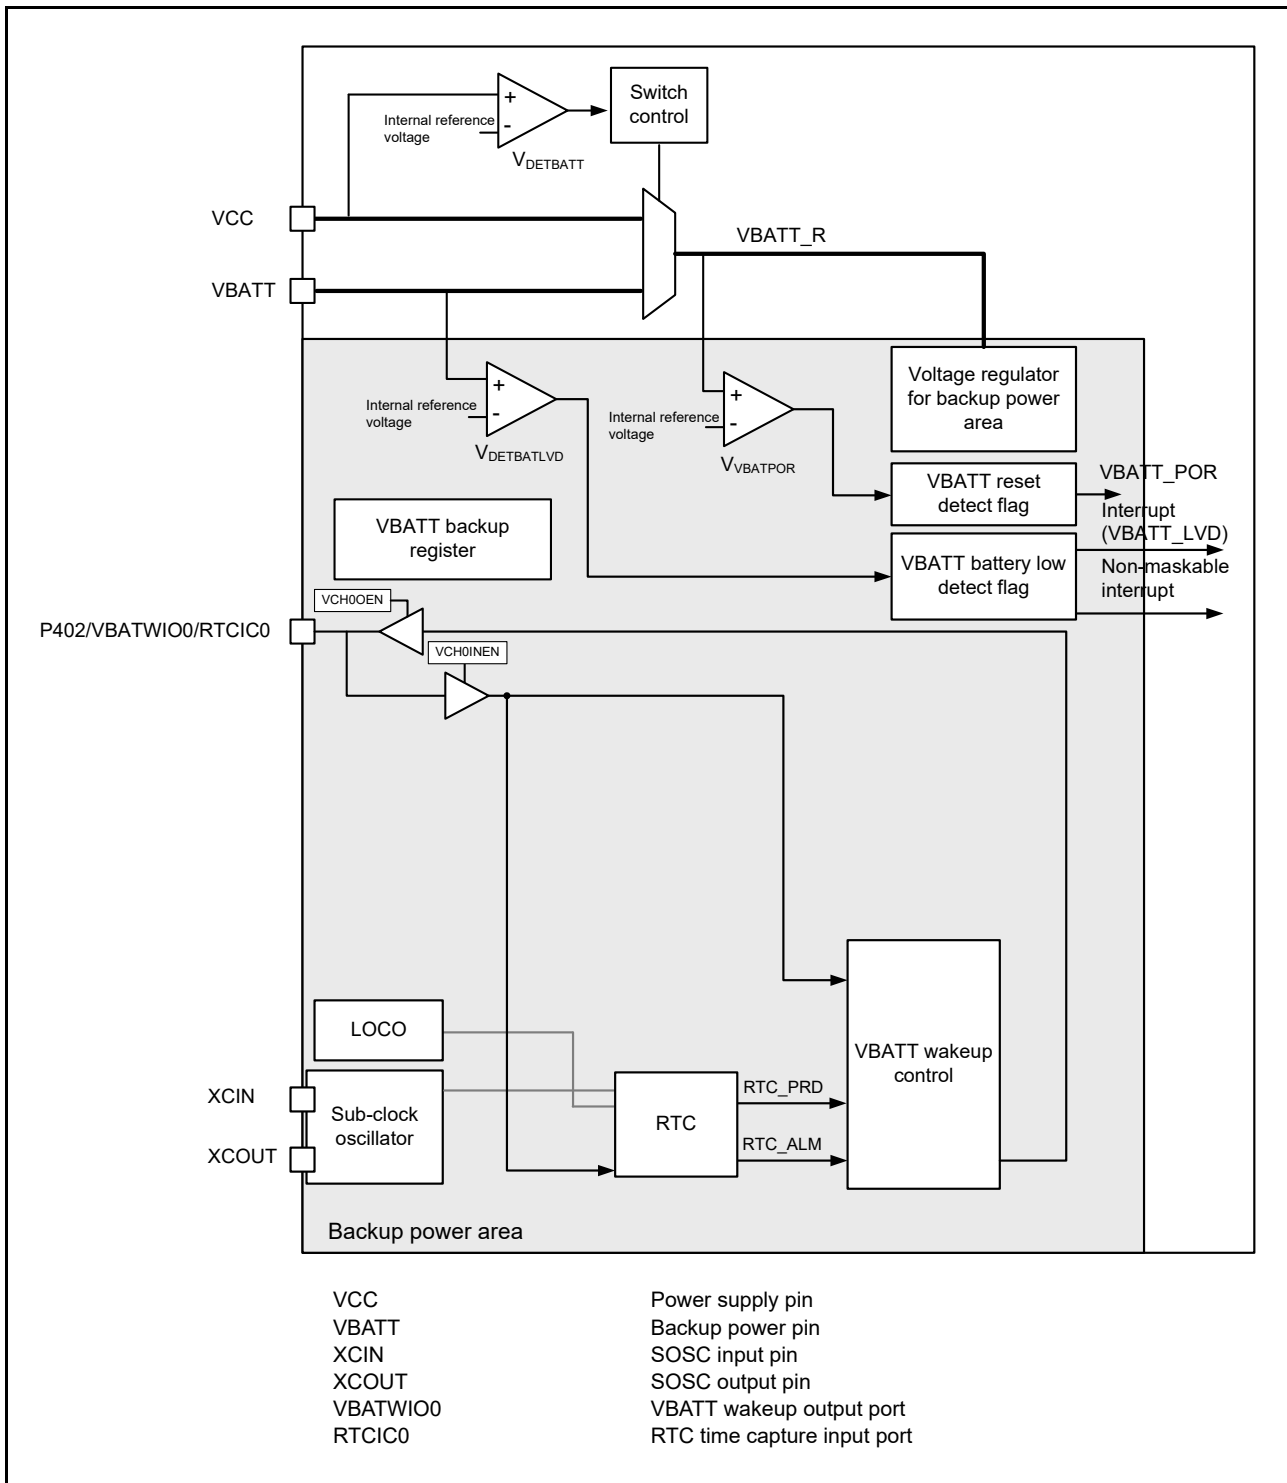 Switch
control
Internal reference
voltage
+
-
VDETBATT
VCC
VBATT_R
VBATT
Voltage regulator
for backup power
area
Internal reference
voltage
+
-
VDETBATLVD
Internal reference
voltage
+
-
VVBATPOR
VBATT reset
detect flag
VBATT_POR
Interrupt
(VBATT_LVD)
VBATT backup
register
VBATT battery low
detect flag
Non-maskable
interrupt
VCH0OEN
P402/VBATWIO0/RTCIC0
VCH0INEN
LOCO
VBATT wakeup
control
XCIN
Sub-clock
oscillator
XCOUT
RTC
RTC_PRD
RTC_ALM
Backup power area
VCC Power supply pin
VBATT Backup power pin
XCIN SOSC input pin
XCOUT SOSC output pin
VBATWIO0 VBATT wakeup output port
RTCIC0 RTC time capture input port